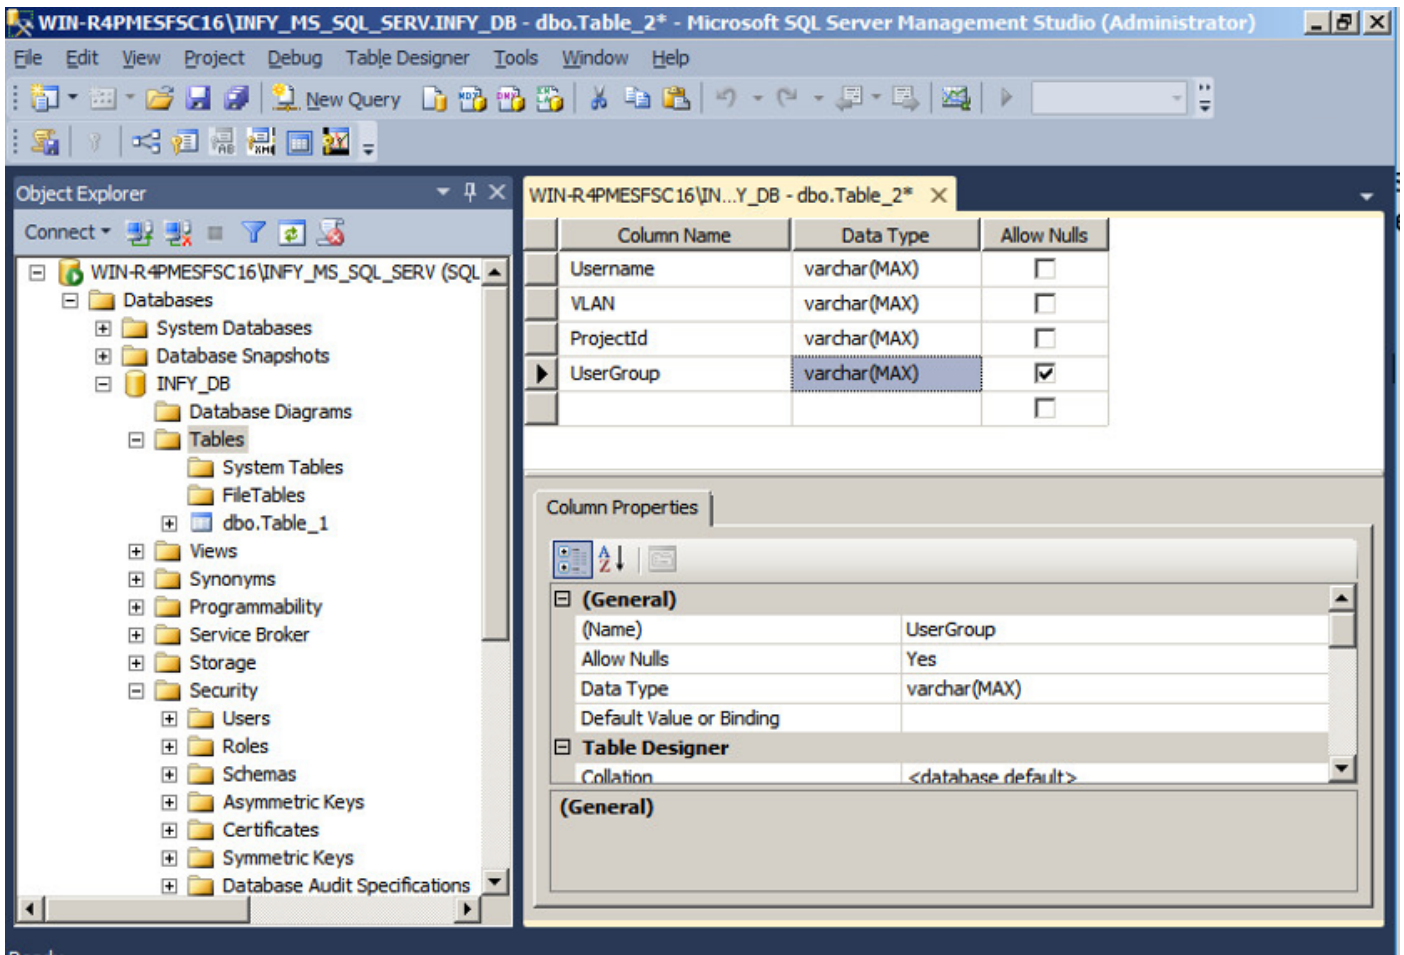 WIN-R4PMESFSC16\INFY_MS_SQL_SERV.INFY_DB - dbo.Table_2* - Microsoft SQL Server Management Studio (Administrator)
File Edit View Project Debug Table Designer Tools Window Help
New Query
Object Explorer
Connect
WIN-R4PMESFSC16\INFY_MS_SQL_SERV (SQL
Databases
System Databases
Database Snapshots
INFY_DB
Database Diagrams
Tables
System Tables
FileTables
dbo.Table_1
Views
Synonyms
Programmability
Service Broker
Storage
Security
Users
Roles
Schemas
Asymmetric Keys
Certificates
Symmetric Keys
Database Audit Specifications
WIN-R4PMESFSC16\IN...Y_DB - dbo.Table_2*
Column Name Data Type Allow Nulls
Username varchar(MAX)
VLAN varchar(MAX)
ProjectId varchar(MAX)
UserGroup varchar(MAX)
Column Properties
(General)
(Name) UserGroup
Allow Nulls Yes
Data Type varchar(MAX)
Default Value or Binding
Table Designer
Collation <database default>
(General)